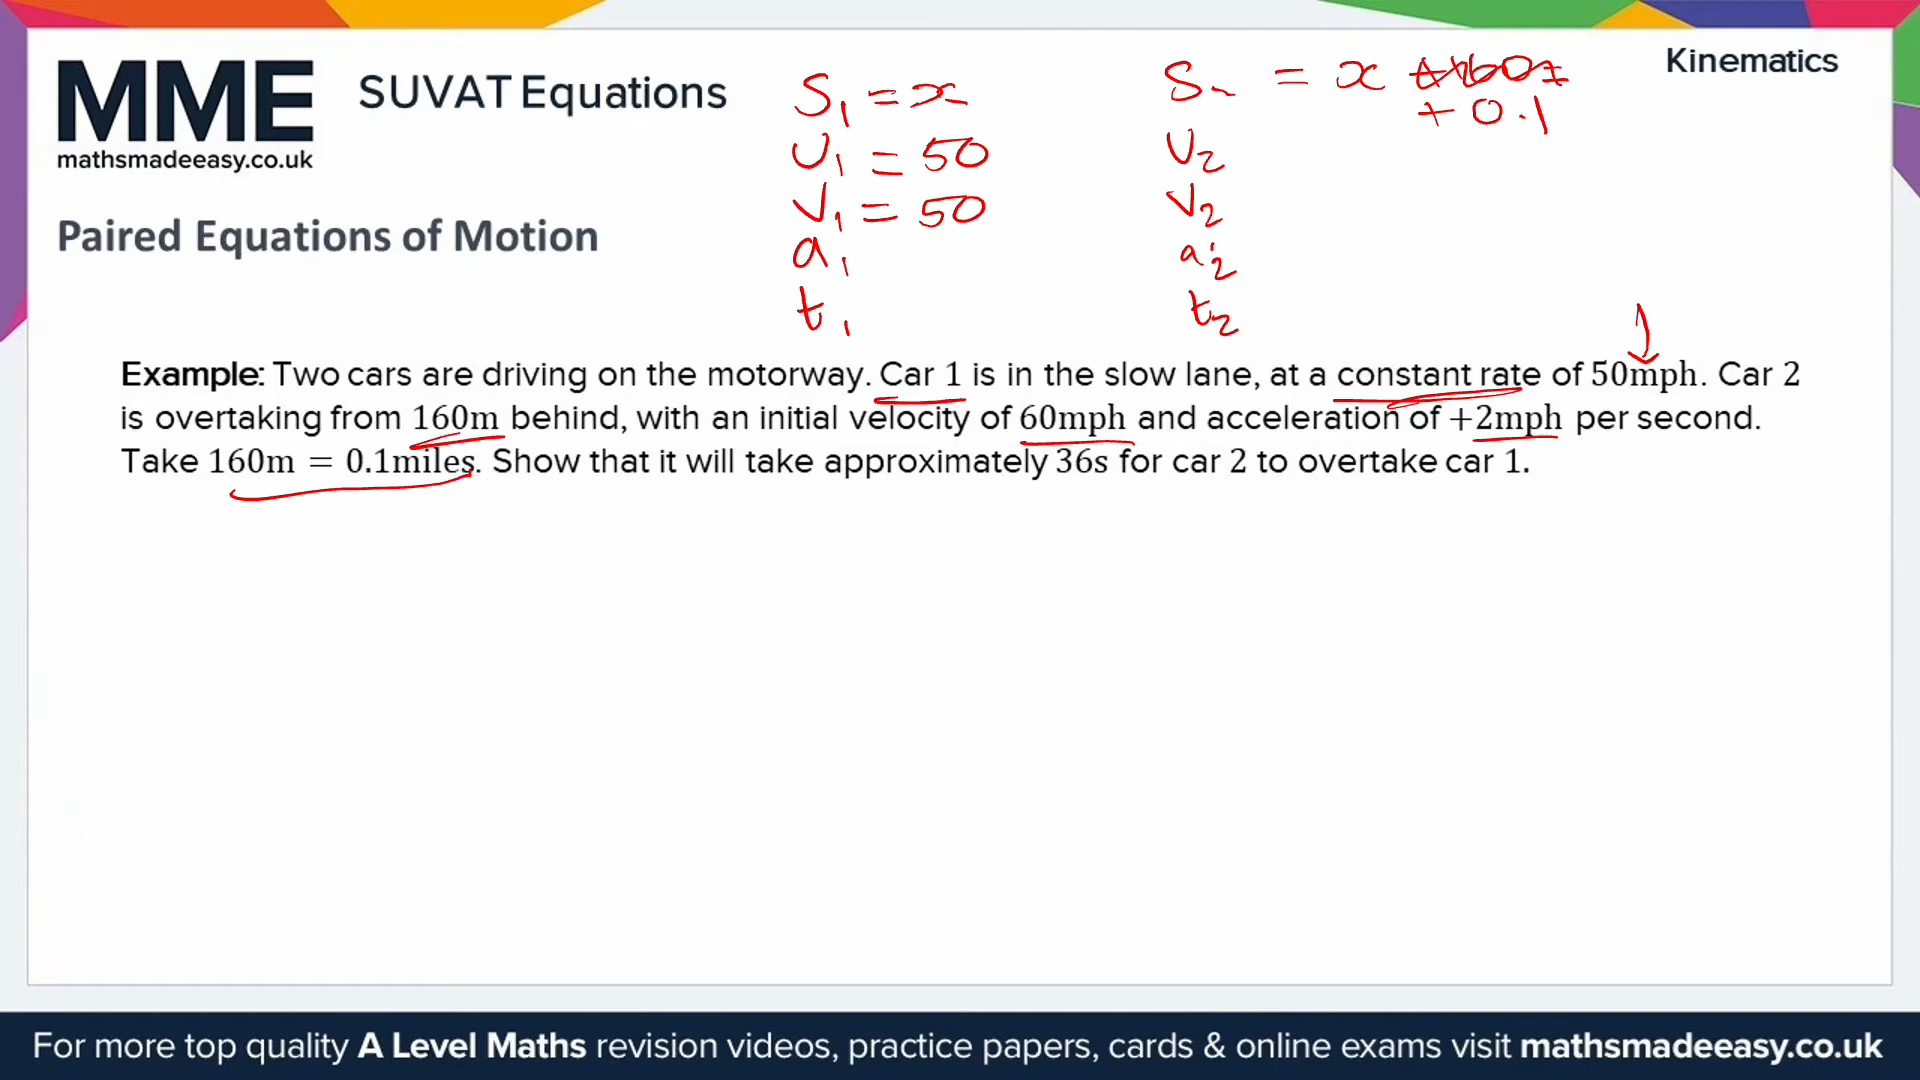 MME
mathsmadeeasy.co.uk
SUVAT Equations
Kinematics
S₁ = x
U₁ = 50
V₁ = 50
a₁
t₁
S₂ = x
+ 0.1
U₂
V₂
a₂
t₂
Paired Equations of Motion
Example: Two cars are driving on the motorway. Car 1 is in the slow lane, at a constant rate of 50mph. Car 2
is overtaking from 160m behind, with an initial velocity of 60mph and acceleration of +2mph per second.
Take 160m = 0.1miles. Show that it will take approximately 36s for car 2 to overtake car 1.
For more top quality A Level Maths revision videos, practice papers, cards & online exams visit mathsmadeeasy.co.uk